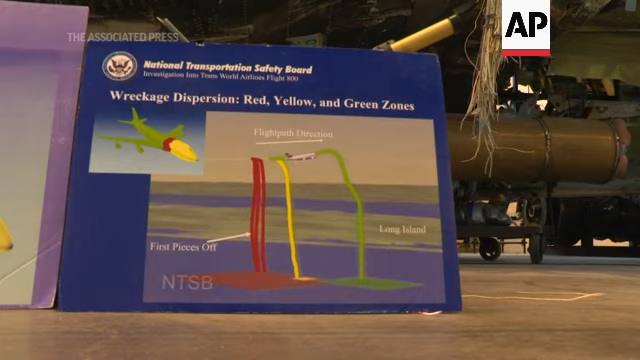 THE ASSOCIATED PRESS
AP
National Transportation Safety Board
Investigation Into Trans World Airlines Flight 800
Wreckage Dispersion: Red, Yellow, and Green Zones
Flightpath Direction
Long Island
First Pieces Off
NTSB